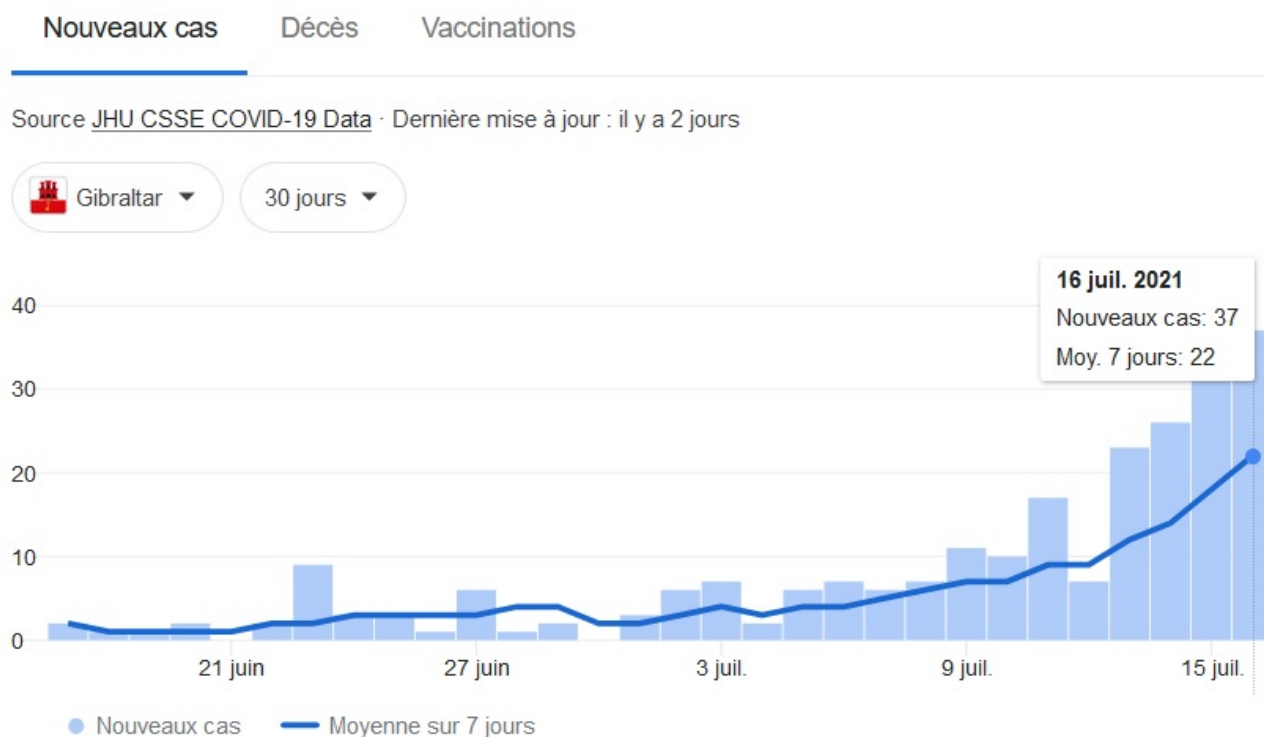 Nouveaux cas Décès Vaccinations
Source JHU CSSE COVID-19 Data · Dernière mise à jour : il y a 2 jours
Gibraltar 30 jours
16 juil. 2021
Nouveaux cas: 37
Moy. 7 jours: 22
40
30
20
10
0
21 juin 27 juin 3 juil. 9 juil. 15 juil.
Nouveaux cas Moyenne sur 7 jours